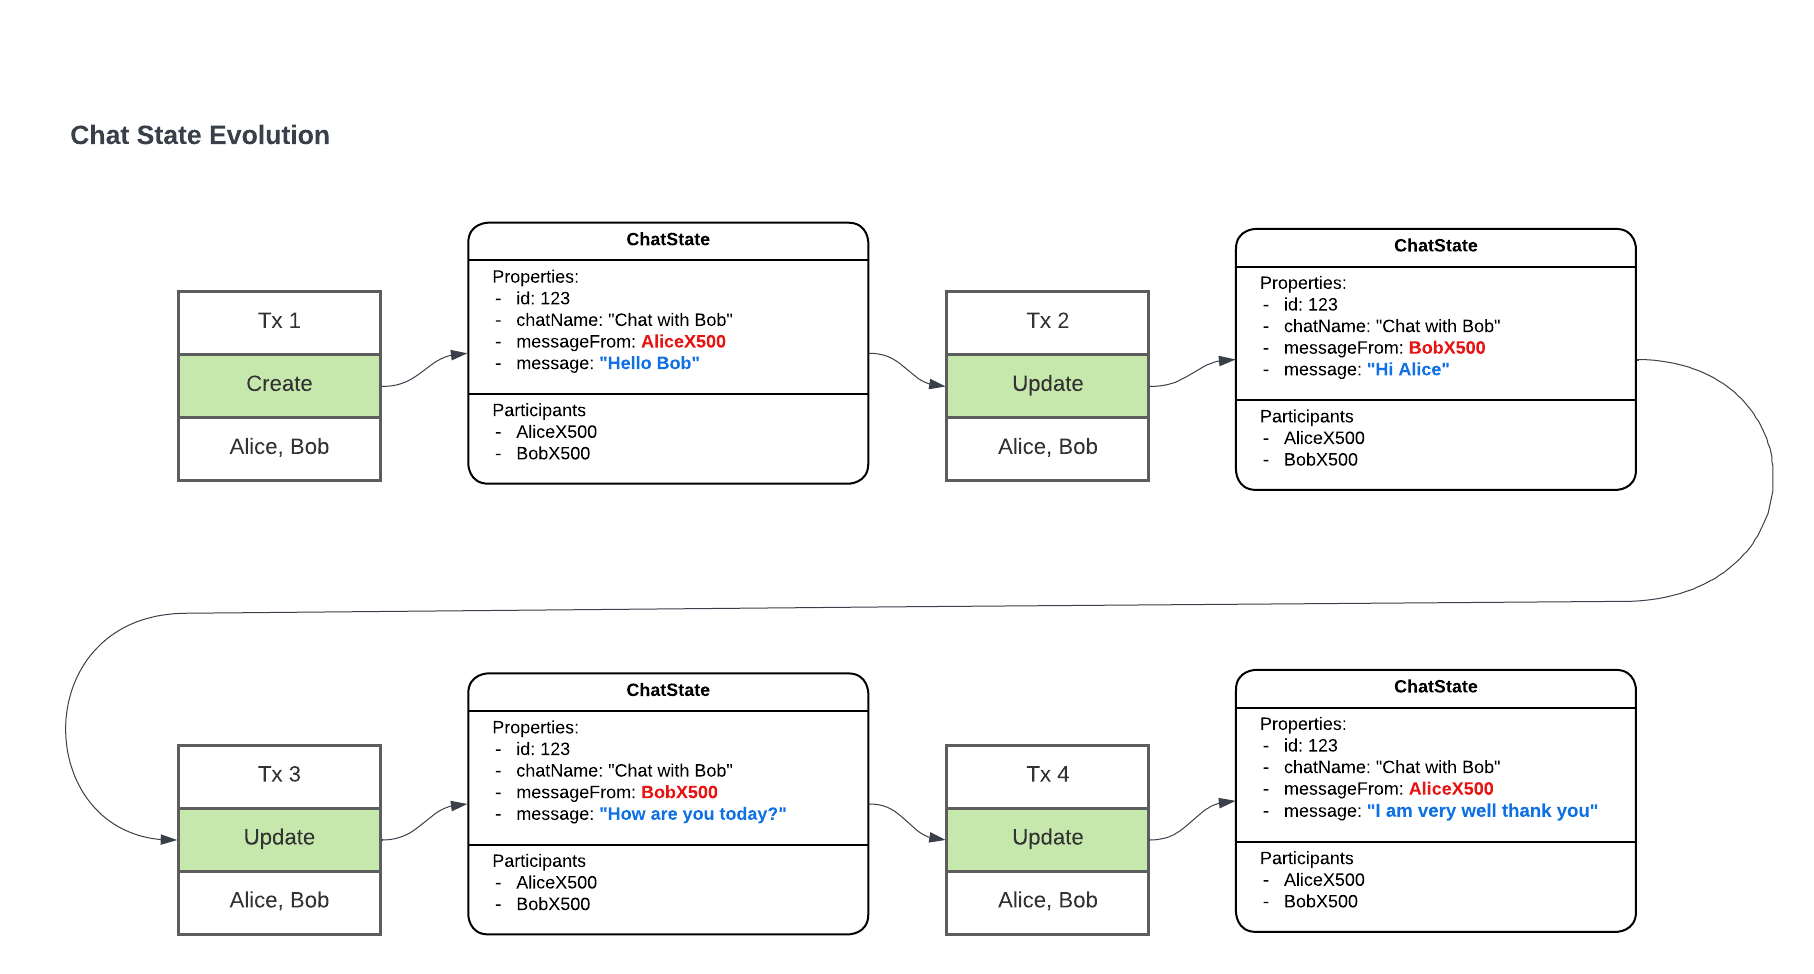 Chat State Evolution
Tx 1
Create
Alice, Bob
ChatState
Properties:
- id: 123
- chatName: "Chat with Bob"
- messageFrom: AliceX500
- message: "Hello Bob"
Participants
- AliceX500
- BobX500
Tx 2
Update
Alice, Bob
ChatState
Properties:
- id: 123
- chatName: "Chat with Bob"
- messageFrom: BobX500
- message: "Hi Alice"
Participants
- AliceX500
- BobX500
Tx 3
Update
Alice, Bob
ChatState
Properties:
- id: 123
- chatName: "Chat with Bob"
- messageFrom: BobX500
- message: "How are you today?"
Participants
- AliceX500
- BobX500
Tx 4
Update
Alice, Bob
ChatState
Properties:
- id: 123
- chatName: "Chat with Bob"
- messageFrom: AliceX500
- message: "I am very well thank you"
Participants
- AliceX500
- BobX500